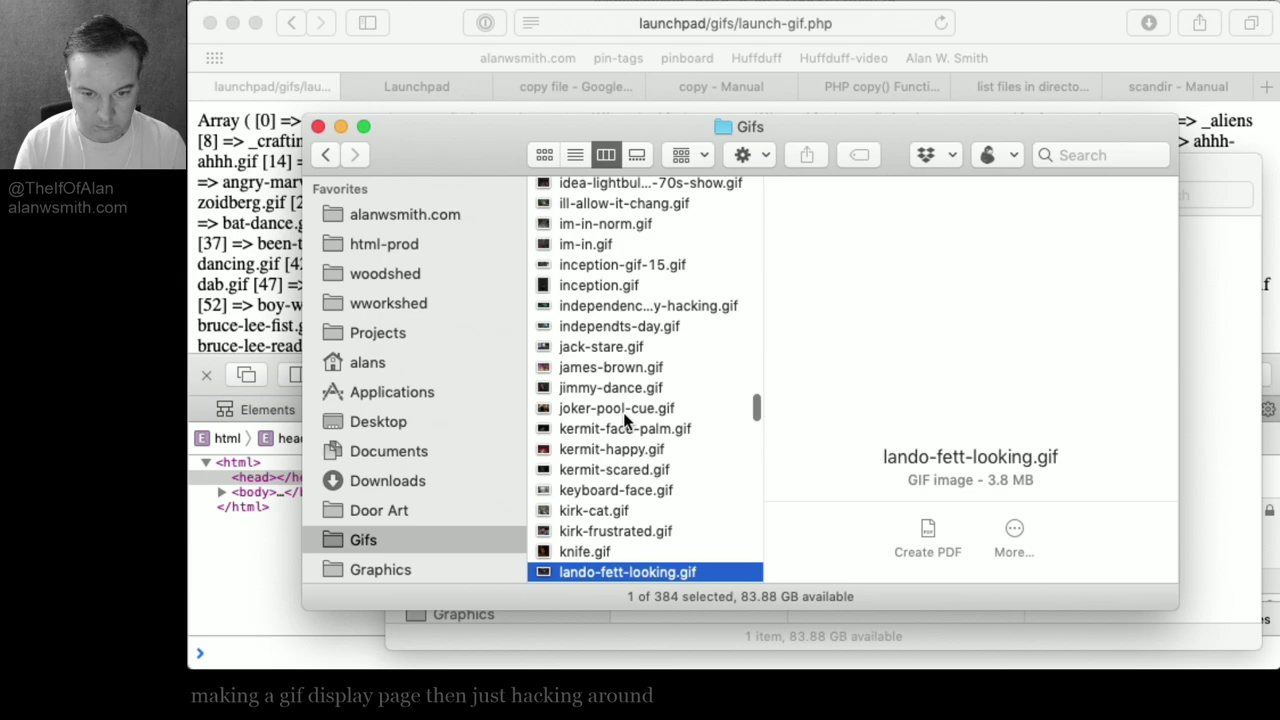 launchpad/gifs/launch-gif.php
alanwsmith.com pin-tags pinboard Huffduff Huffduff-video Alan W. Smith
launchpad/gifs/lau... Launchpad copy file - Google... copy - Manual PHP copy() Functi... list files in directo... scandir - Manual
Array ( [0] =>
=> _aliens
[8] => _craftin
=> ahhh-
ahhh.gif [14] =
=> angry-marv
zoidberg.gif [2
=> bat-dance.g
[37] => been-t
dancing.gif [42
dab.gif [47] =>
[52] => boy-w
bruce-lee-fist.g
bruce-lee-read
Gifs
Search
Favorites
alanwsmith.com
html-prod
woodshed
wworkshed
Projects
alans
Applications
Desktop
Documents
Downloads
Door Art
Gifs
Graphics
idea-lightbul...-70s-show.gif
ill-allow-it-chang.gif
im-in-norm.gif
im-in.gif
inception-gif-15.gif
inception.gif
independenc...y-hacking.gif
independts-day.gif
jack-stare.gif
james-brown.gif
jimmy-dance.gif
joker-pool-cue.gif
kermit-face-palm.gif
kermit-happy.gif
kermit-scared.gif
keyboard-face.gif
kirk-cat.gif
kirk-frustrated.gif
knife.gif
lando-fett-looking.gif
lando-fett-looking.gif
GIF image - 3.8 MB
Create PDF More...
1 of 384 selected, 83.88 GB available
Graphics
1 item, 83.88 GB available
Elements
E html E hea
<html>
<head></h
<body>…</
</html>
@TheIfOfAlan
alanwsmith.com
making a gif display page then just hacking around